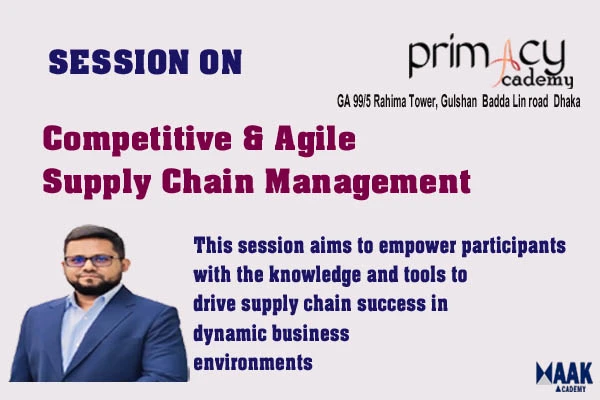 SESSION ON
primAcy
cademy
GA 99/5 Rahima Tower, Gulshan Badda Lin road Dhaka
Competitive & Agile
Supply Chain Management
This session aims to empower participants
with the knowledge and tools to
drive supply chain success in
dynamic business
environments
MAAK
ACADEMY